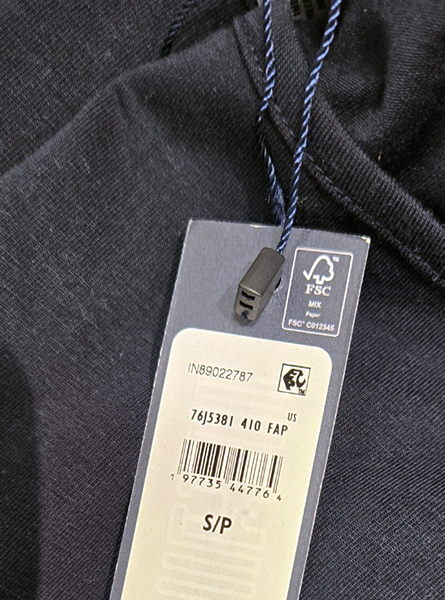 FSC
MIX
Paper
FSC® C012345
IN89022787
US
76J5381 410 FAP
1 97735 44776 4
S/P